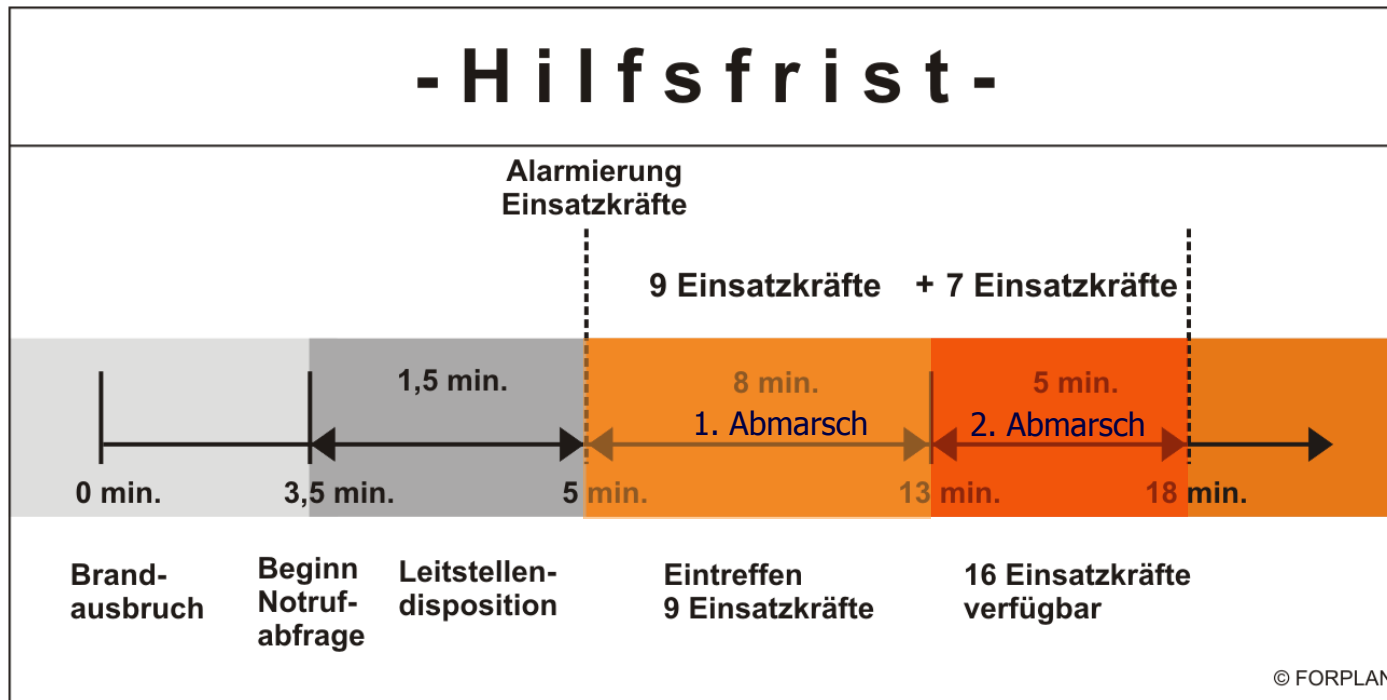 - H i l f s f r i s t -
Alarmierung
Einsatzkräfte
9 Einsatzkräfte + 7 Einsatzkräfte
1,5 min. 8 min. 5 min.
1. Abmarsch 2. Abmarsch
0 min. 3,5 min. 5 min. 13 min. 18 min.
Brand-
ausbruch
Beginn
Notruf-
abfrage
Leitstellen-
disposition
Eintreffen
9 Einsatzkräfte
16 Einsatzkräfte
verfügbar
© FORPLAN